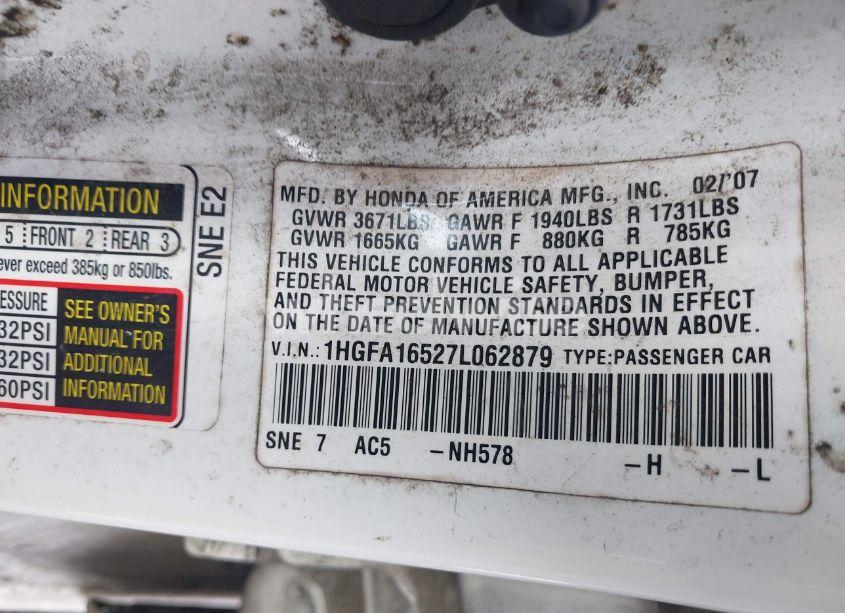 INFORMATION
5 FRONT 2 REAR 3
ever exceed 385kg or 850lbs.
ESSURE
32PSI
32PSI
60PSI
SEE OWNER'S
MANUAL FOR
ADDITIONAL
INFORMATION
SNE E2
MFD. BY HONDA OF AMERICA MFG., INC. 02/'07
GVWR 3671LBS GAWR F 1940LBS R 1731LBS
GVWR 1665KG GAWR F 880KG R 785KG
THIS VEHICLE CONFORMS TO ALL APPLICABLE
FEDERAL MOTOR VEHICLE SAFETY, BUMPER,
AND THEFT PREVENTION STANDARDS IN EFFECT
ON THE DATE OF MANUFACTURE SHOWN ABOVE.
V.I.N.: 1HGFA16527L062879 TYPE:PASSENGER CAR
SNE 7 AC5 -NH578 -H -L